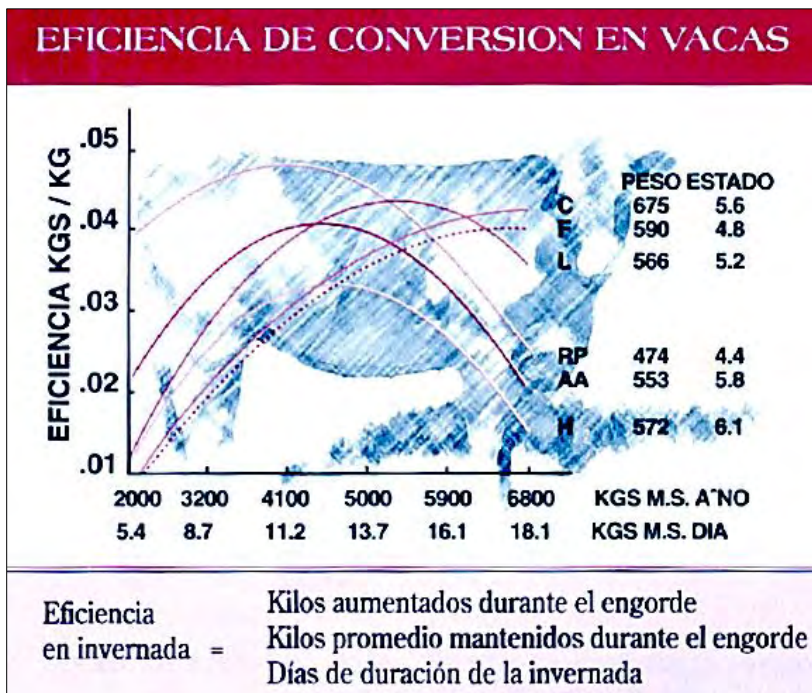 EFICIENCIA DE CONVERSION EN VACAS
EFICIENCIA KGS / KG
.05
.04
.03
.02
.01
PESO ESTADO
C 675 5.6
F 590 4.8
L 566 5.2
RP 474 4.4
AA 553 5.8
H 572 6.1
2000 3200 4100 5000 5900 6800 KGS M.S. A˜NO
5.4 8.7 11.2 13.7 16.1 18.1 KGS M.S. DIA
Eficiencia
en invernada =
Kilos aumentados durante el engorde
Kilos promedio mantenidos durante el engorde
Días de duración de la invernada